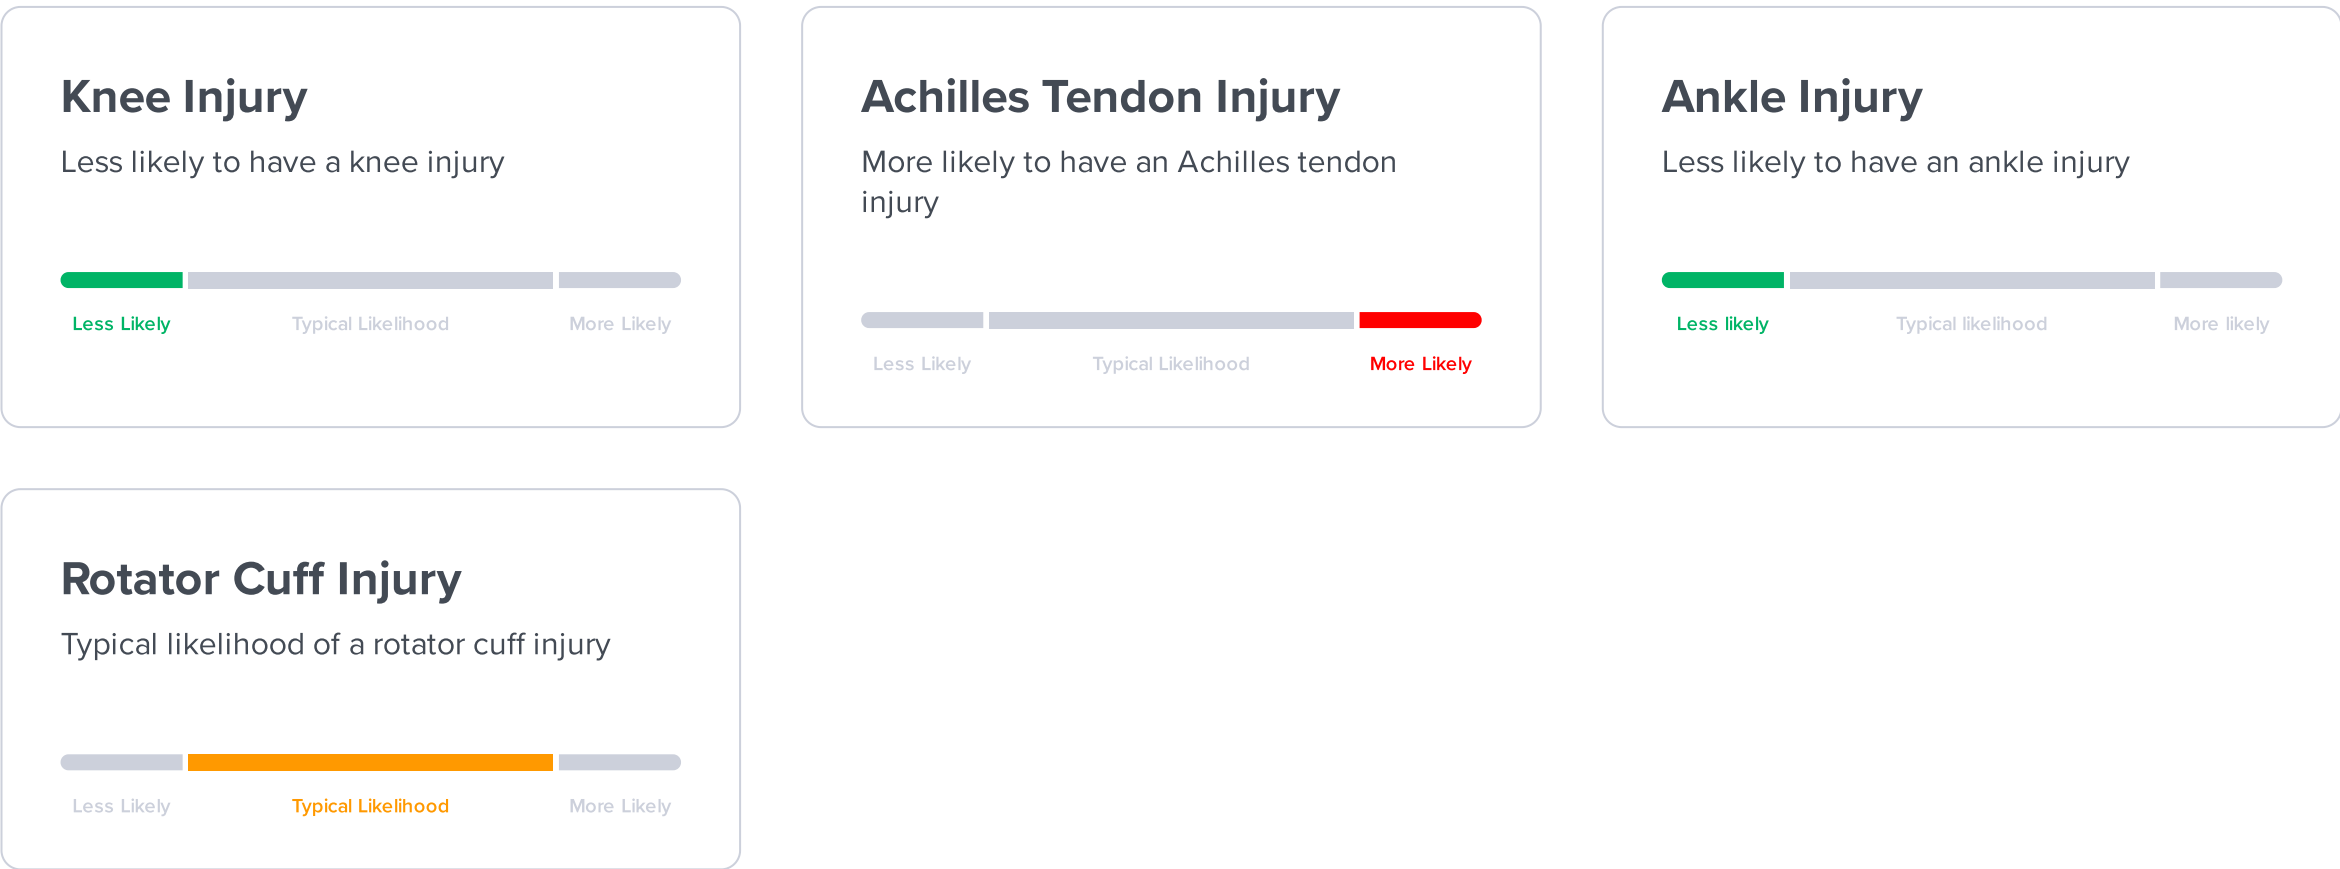 Knee Injury
Less likely to have a knee injury
Less Likely
Typical Likelihood
More Likely
Achilles Tendon Injury
More likely to have an Achilles tendon
injury
Less Likely
Typical Likelihood
More Likely
Ankle Injury
Less likely to have an ankle injury
Less likely
Typical likelihood
More likely
Rotator Cuff Injury
Typical likelihood of a rotator cuff injury
Less Likely
Typical Likelihood
More Likely